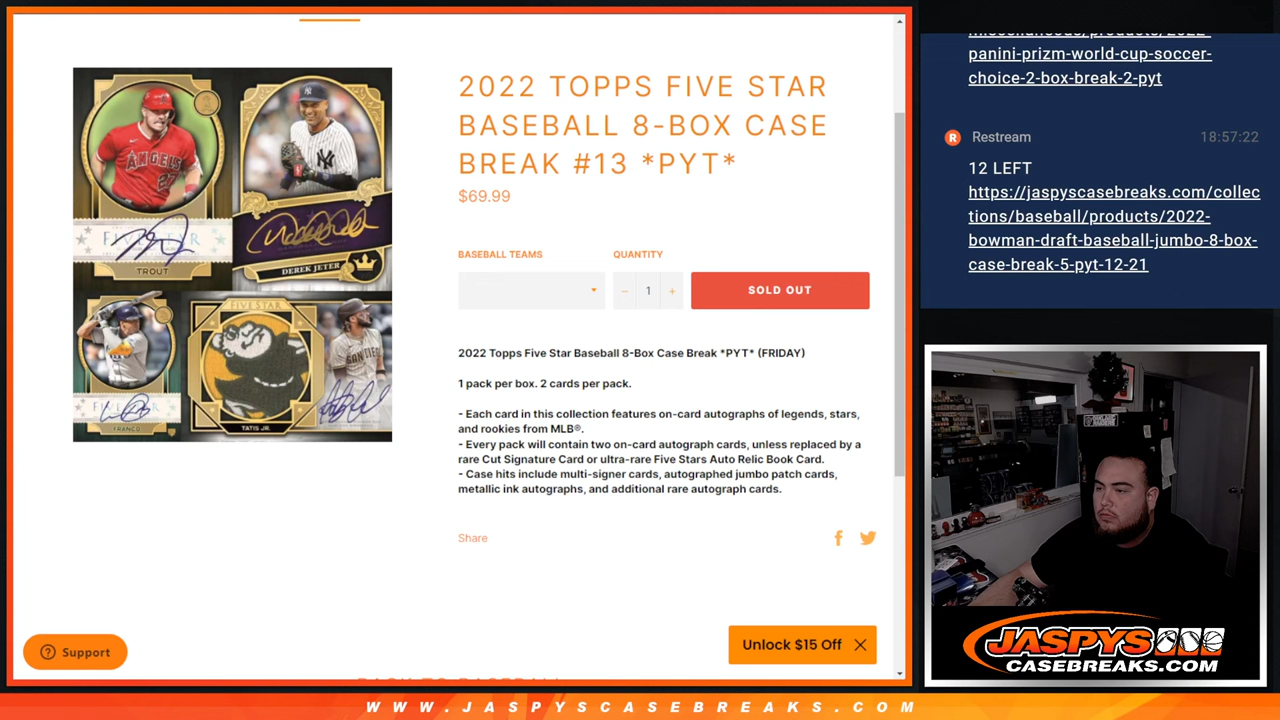 2022 TOPPS FIVE STAR
BASEBALL 8-BOX CASE
BREAK #13 *PYT*
$69.99
BASEBALL TEAMS
QUANTITY
− 1 +
SOLD OUT
2022 Topps Five Star Baseball 8-Box Case Break *PYT* (FRIDAY)
1 pack per box. 2 cards per pack.
- Each card in this collection features on-card autographs of legends, stars,
and rookies from MLB®.
- Every pack will contain two on-card autograph cards, unless replaced by a
rare Cut Signature Card or ultra-rare Five Stars Auto Relic Book Card.
- Case hits include multi-signer cards, autographed jumbo patch cards,
metallic ink autographs, and additional rare autograph cards.
Share
Support
Unlock $15 Off
ANGELS
27
FIVE STAR
TROUT
DEREK JETER
FIVE STAR
FRANCO
FIVE STAR
SAN DIEGO
TATIS JR.
panini-prizm-world-cup-soccer-
choice-2-box-break-2-pyt
R Restream 18:57:22
12 LEFT
https://jaspyscasebreaks.com/collec
tions/baseball/products/2022-
bowman-draft-baseball-jumbo-8-box-
case-break-5-pyt-12-21
JASPYS
CASEBREAKS.COM
WWW.JASPYSCASEBREAKS.COM